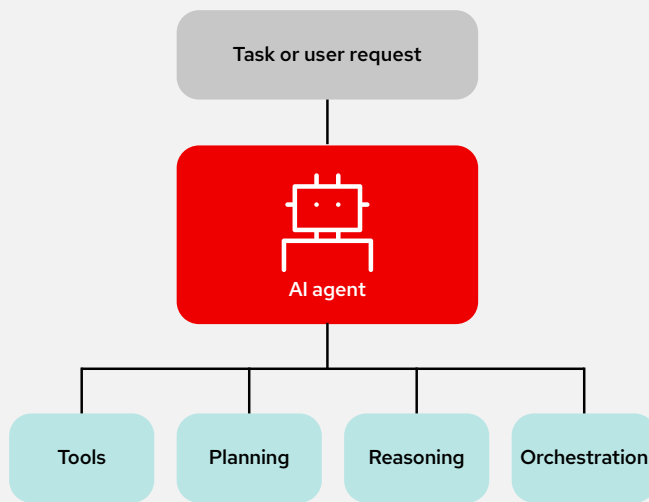 Task or user request
AI agent
Tools
Planning
Reasoning
Orchestration